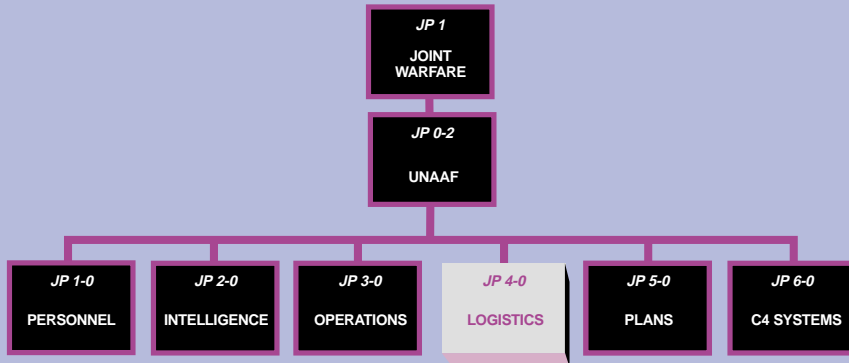 JP 1
JOINT
WARFARE
JP 0-2
UNAAF
JP 1-0
PERSONNEL
JP 2-0
INTELLIGENCE
JP 3-0
OPERATIONS
JP 4-0
LOGISTICS
JP 5-0
PLANS
JP 6-0
C4 SYSTEMS